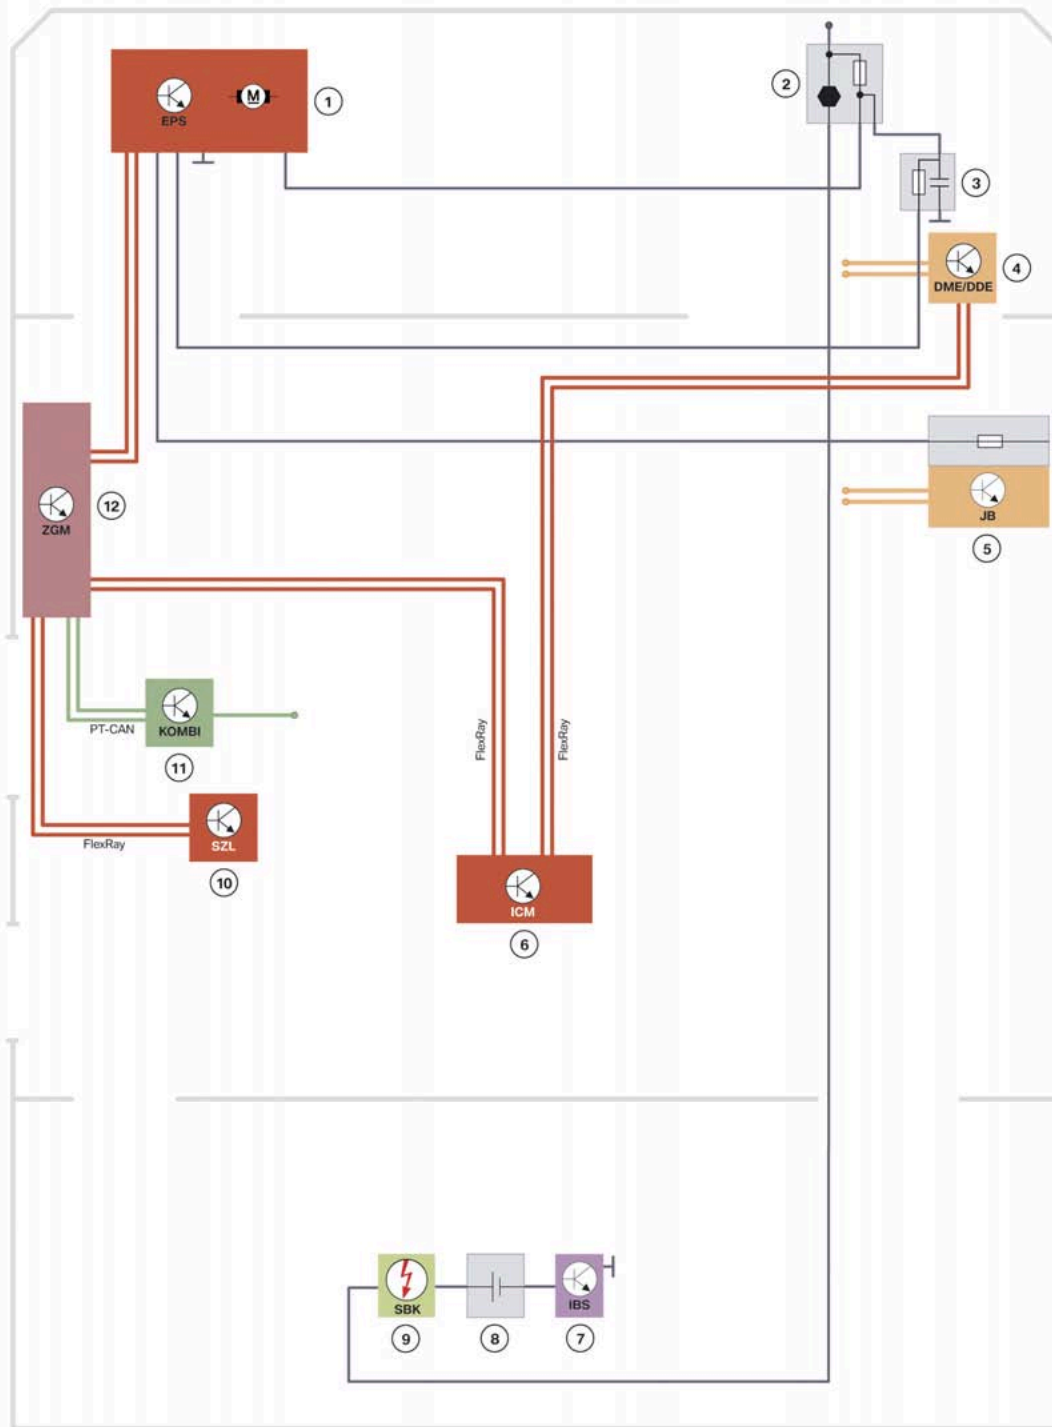 EPS
M
1
2
3
4
DME/DDE
12
ZGM
JB
5
PT-CAN
KOMBI
11
FlexRay
FlexRay
FlexRay
SZL
10
ICM
6
SBK
IBS
9
8
7